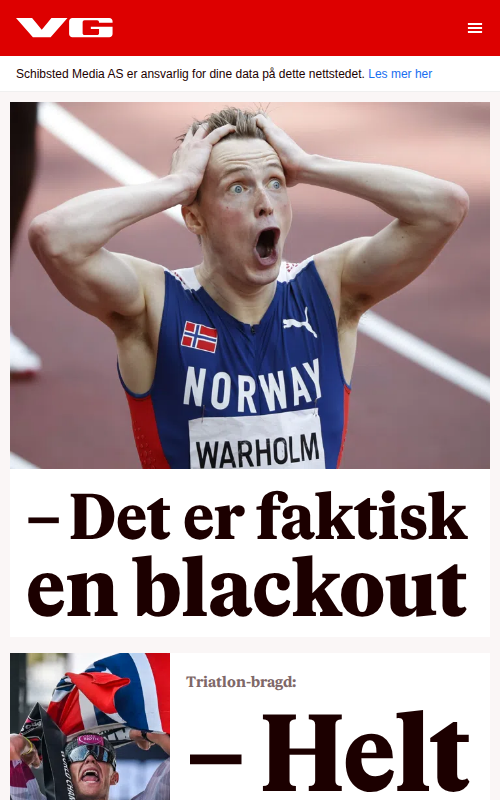 VG
Schibsted Media AS er ansvarlig for dine data på dette nettstedet. Les mer her
NORWAY
WARHOLM
– Det er faktisk
en blackout
Triatlon-bragd:
– Helt